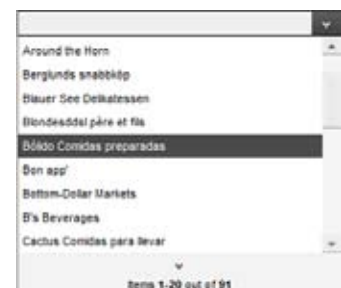 Around the Horn
Berglunds snabbköp
Blauer See Delikatessen
Blondesddsl père et fils
Bólido Comidas preparadas
Bon app'
Bottom-Dollar Markets
B's Beverages
Cactus Comidas para llevar
Items 1-20 out of 91